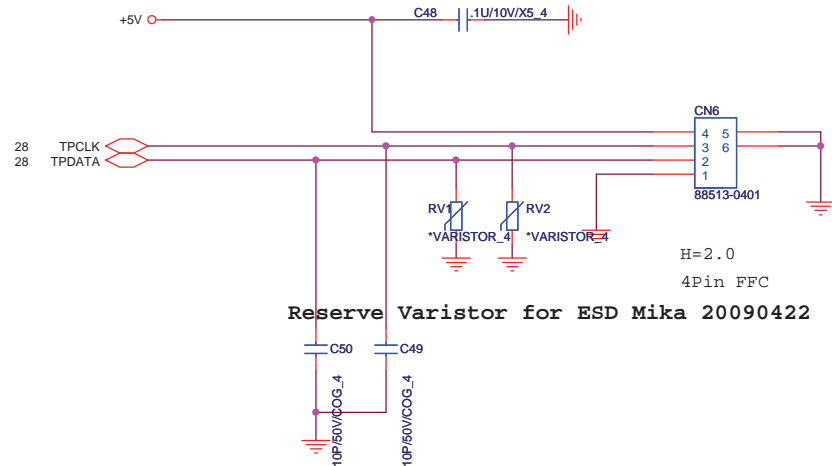 C48 .1U/10V/X5_4
+5V
CN6
4 5
3 6
2
1
88513-0401
28 TPCLK
28 TPDATA
RV1
*VARISTOR_4
RV2
*VARISTOR_4
H=2.0
4Pin FFC
Reserve Varistor for ESD Mika 20090422
C50
10P/50V/COG_4
C49
10P/50V/COG_4